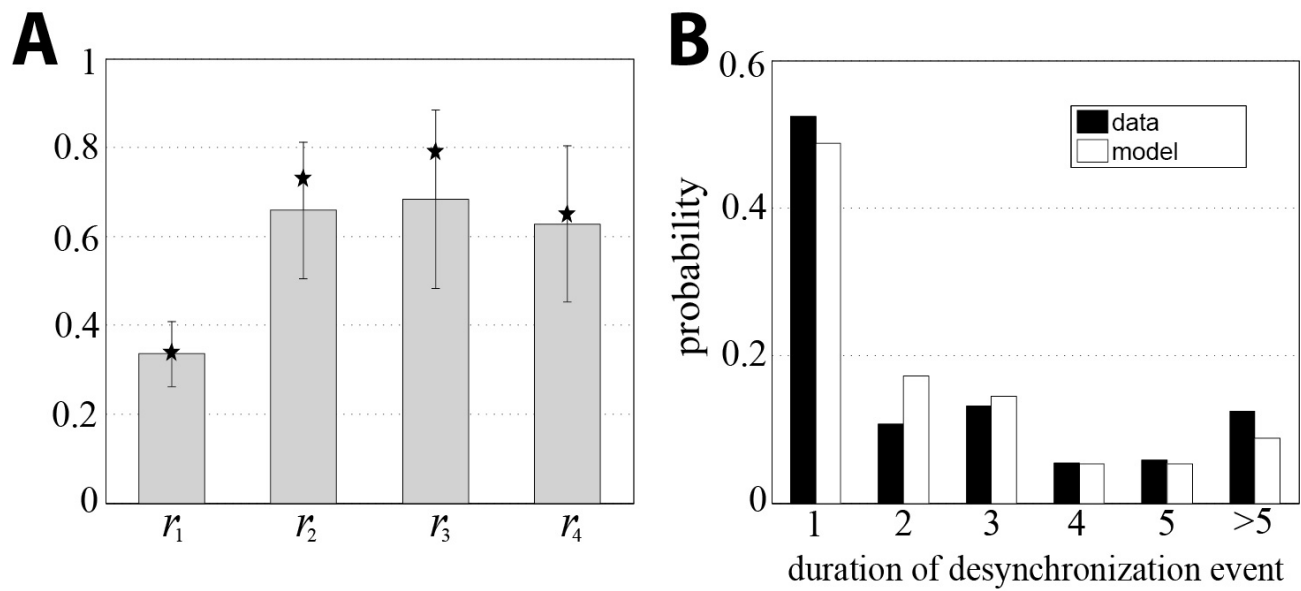 A
1
0.8
0.6
0.4
0.2
0
r₁ r₂ r₃ r₄
B
probability
0.6
0.4
0.2
0
data
model
1 2 3 4 5 >5
duration of desynchronization event